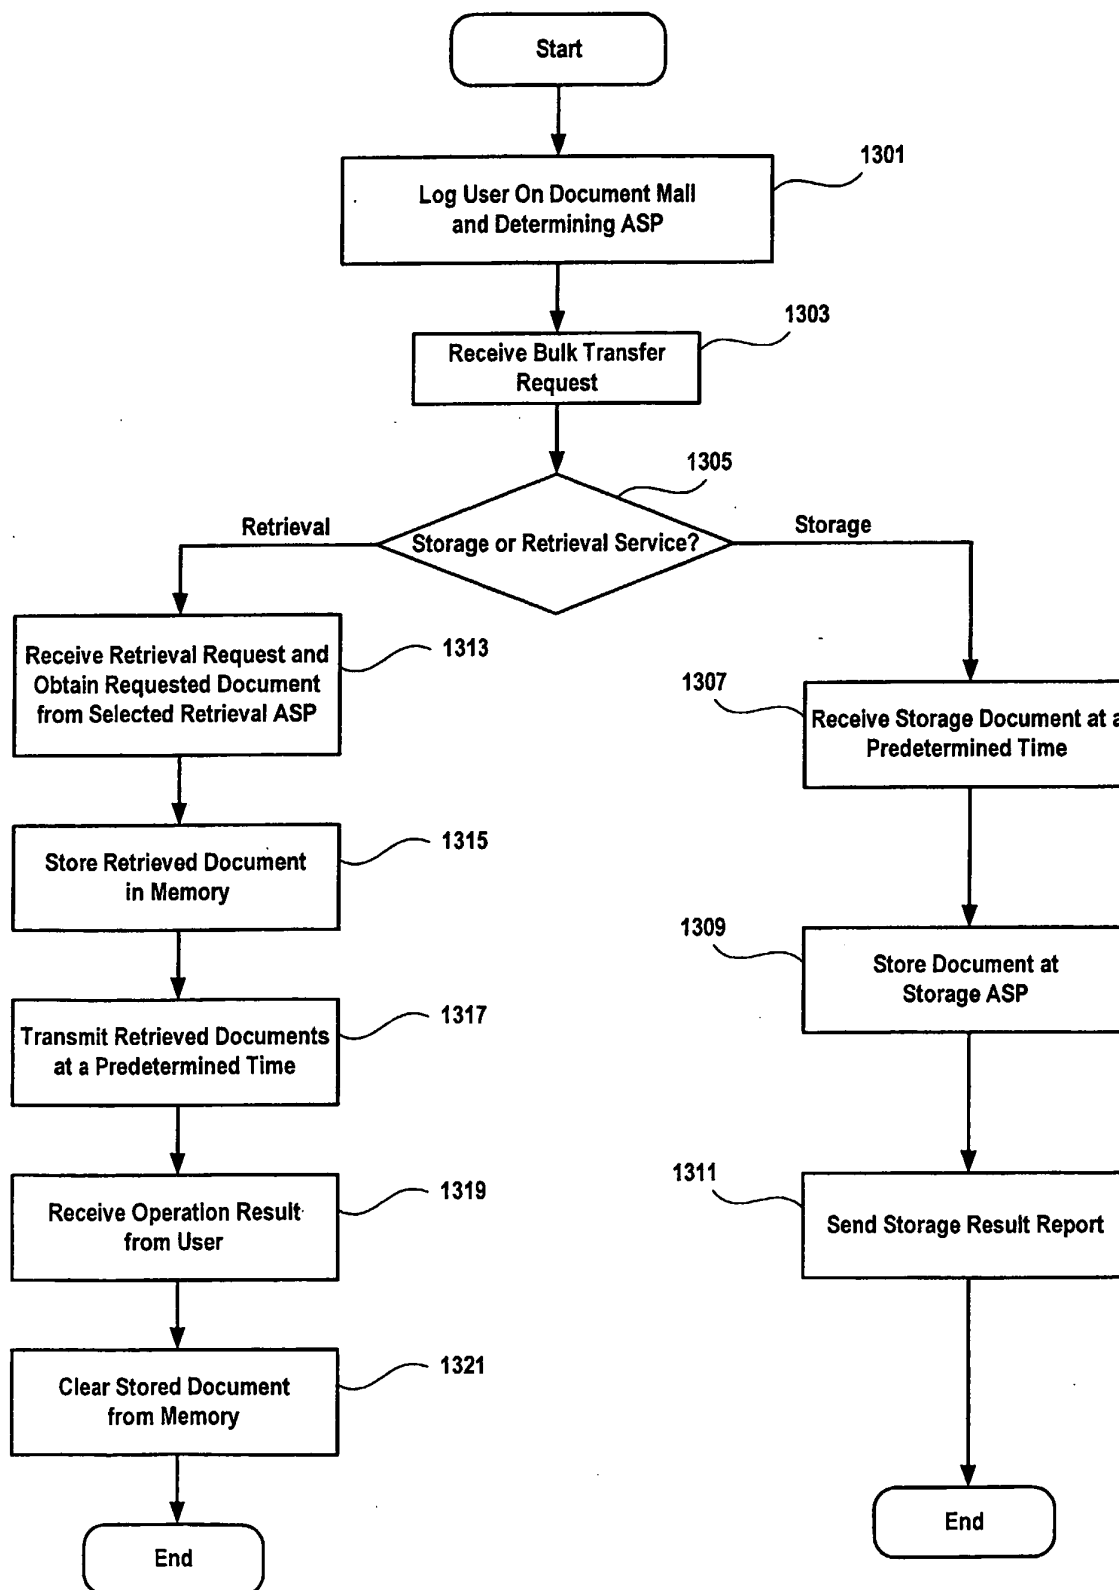 Start
1301
Log User On Document Mall
and Determining ASP
1303
Receive Bulk Transfer
Request
1305
Retrieval
Storage
Storage or Retrieval Service?
1313
Receive Retrieval Request and
Obtain Requested Document
from Selected Retrieval ASP
1307
Receive Storage Document at a
Predetermined Time
1315
Store Retrieved Document
in Memory
1309
Store Document at
Storage ASP
1317
Transmit Retrieved Documents
at a Predetermined Time
1319
Receive Operation Result
from User
1311
Send Storage Result Report
1321
Clear Stored Document
from Memory
End
End